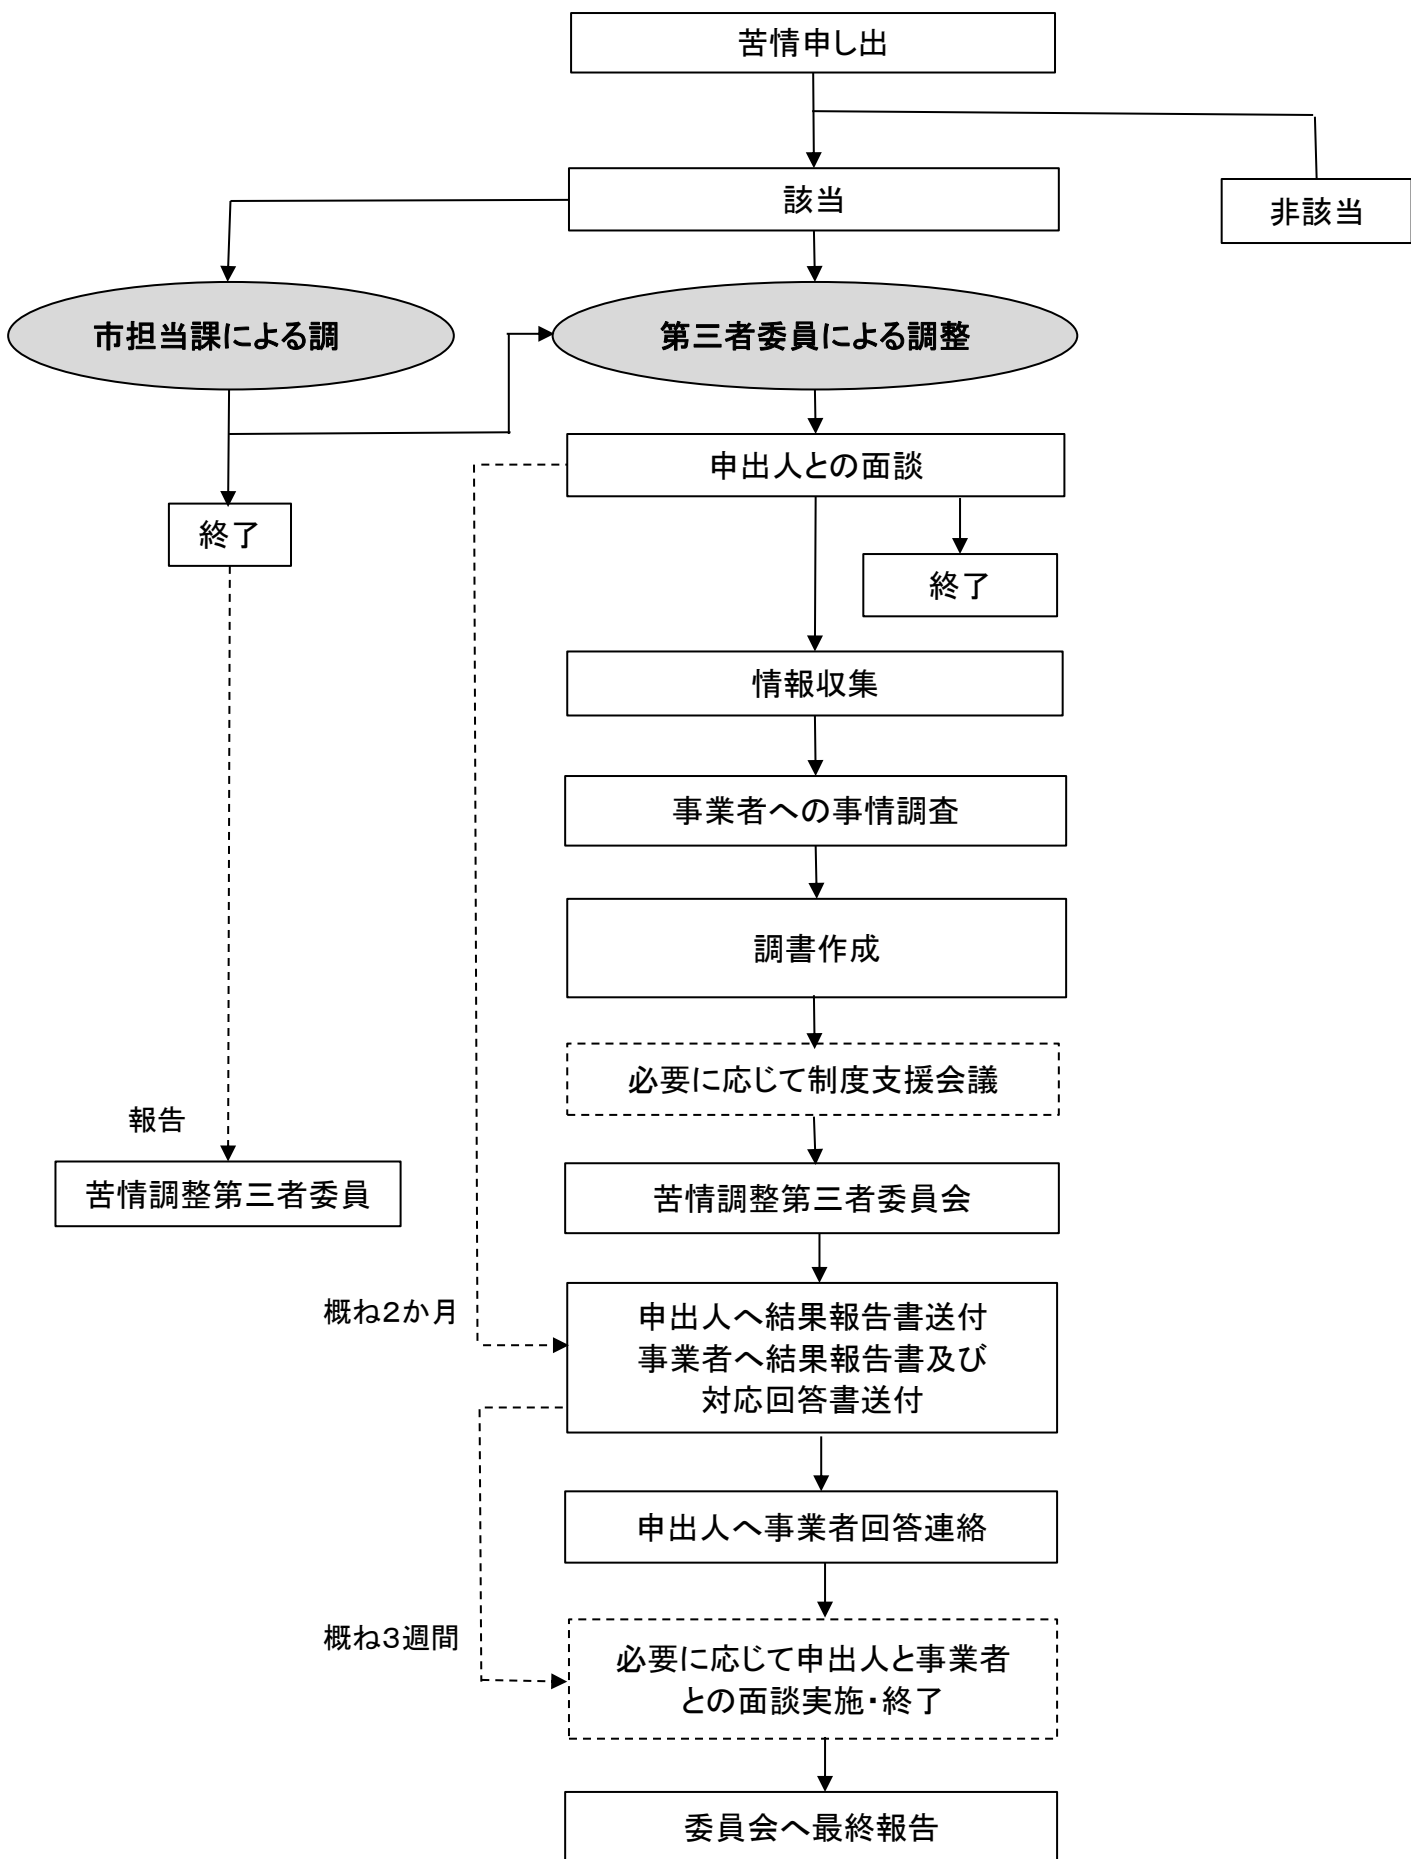 苦情申し出
該当
非該当
市担当課による調
第三者委員による調整
申出人との面談
終了
終了
情報収集
事業者への事情調査
調書作成
必要に応じて制度支援会議
報告
苦情調整第三者委員
苦情調整第三者委員会
概ね2か月
申出人へ結果報告書送付
事業者へ結果報告書及び
対応回答書送付
申出人へ事業者回答連絡
概ね3週間
必要に応じて申出人と事業者
との面談実施・終了
委員会へ最終報告